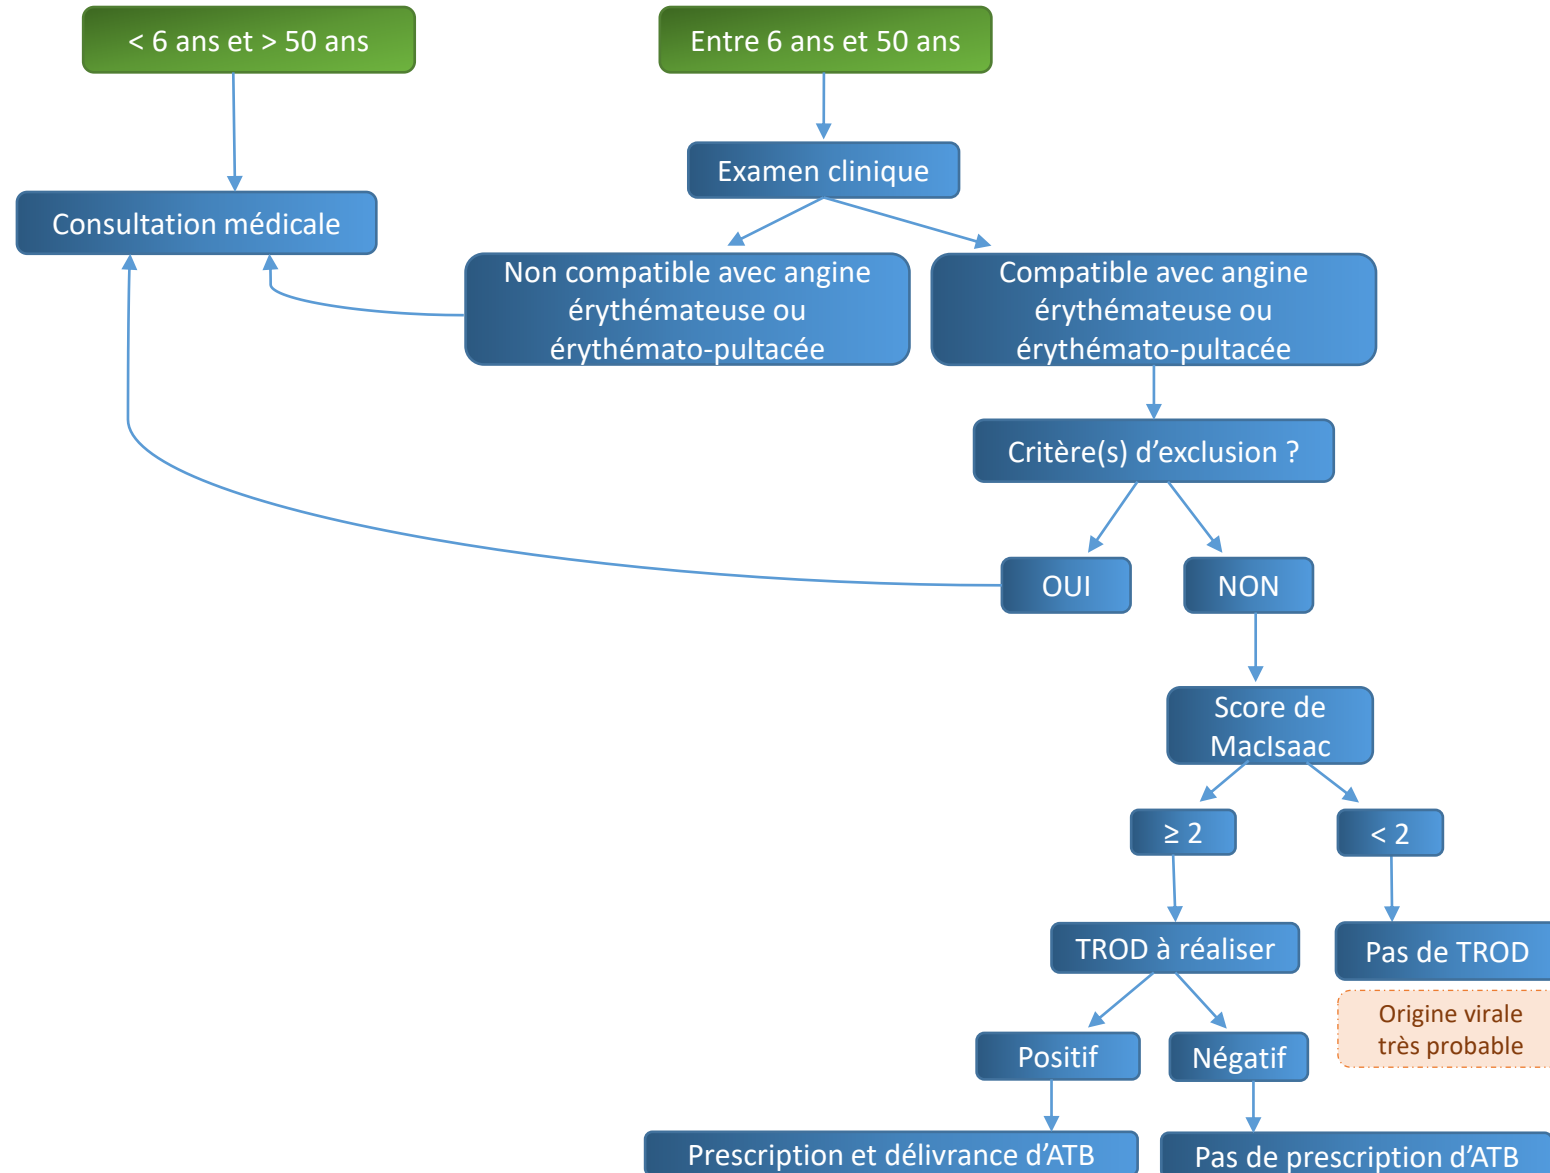 < 6 ans et > 50 ans
Entre 6 ans et 50 ans
Examen clinique
Consultation médicale
Non compatible avec angine
érythémateuse ou
érythémato-pultacée
Compatible avec angine
érythémateuse ou
érythémato-pultacée
Critère(s) d’exclusion ?
OUI
NON
Score de
MacIsaac
≥ 2
< 2
TROD à réaliser
Pas de TROD
Origine virale
très probable
Positif
Négatif
Prescription et délivrance d’ATB
Pas de prescription d’ATB